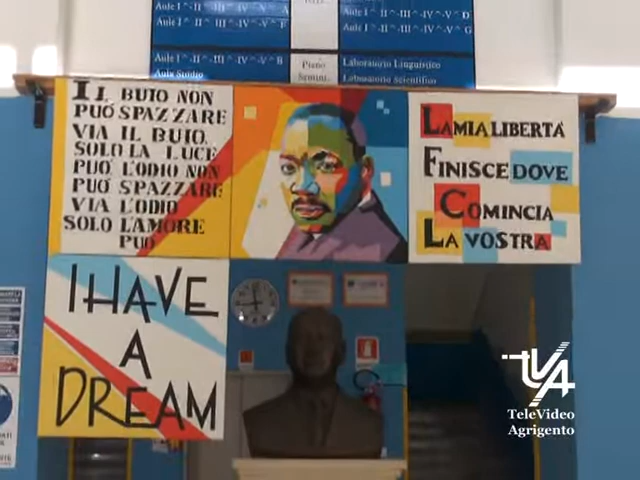 Aule I^-II^-III^-IV^-V^ A
Aule I^-II^-III^-IV^-V^ F
Aule I^-II^-III^-IV^-V^ B
Aula Studio
Piano
Aule I^-II^-III^-IV^-V^ D
Aule I^-II^-III^-IV^-V^ G
Laboratorio Linguistico
Laboratorio Scientifico
IL BUIO NON
PUÒ SPAZZARE
VIA IL BUIO.
SOLO LA LUCE
PUÒ. L'ODIO NON
PUÒ SPAZZARE
VIA L'ODIO
SOLO L'AMORE
PUÒ
LA MIA LIBERTÀ
FINISCE DOVE
COMINCIA
LA VOSTRA
I HAVE
A
DREAM
TVA
TeleVideo
Agrigento